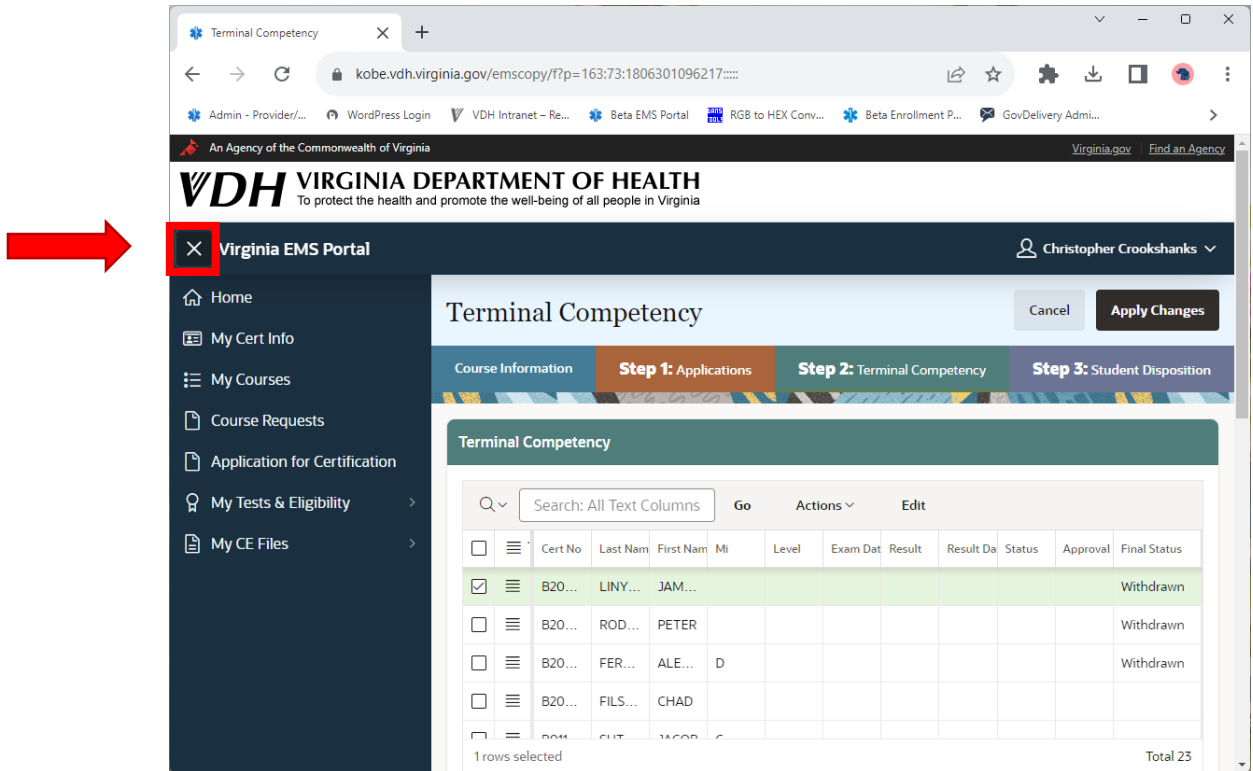 Terminal Competency
kobe.vdh.virginia.gov/emscopy/f?p=163:73:1806301096217:::::
Admin - Provider/... WordPress Login VDH Intranet – Re... Beta EMS Portal RGB to HEX Conv... Beta Enrollment P... GovDelivery Admi...
An Agency of the Commonwealth of Virginia Virginia.gov | Find an Agency
VDH VIRGINIA DEPARTMENT OF HEALTH
To protect the health and promote the well-being of all people in Virginia
Virginia EMS Portal Christopher Crookshanks
Home
My Cert Info
My Courses
Course Requests
Application for Certification
My Tests & Eligibility
My CE Files
Terminal Competency Cancel Apply Changes
Course Information Step 1: Applications Step 2: Terminal Competency Step 3: Student Disposition
Terminal Competency
Search: All Text Columns Go Actions Edit
Cert No Last Nam First Nam Mi Level Exam Dat Result Result Da Status Approval Final Status
B20... LINY... JAM... Withdrawn
B20... ROD... PETER Withdrawn
B20... FER... ALE... D Withdrawn
B20... FILS... CHAD
1 rows selected Total 23